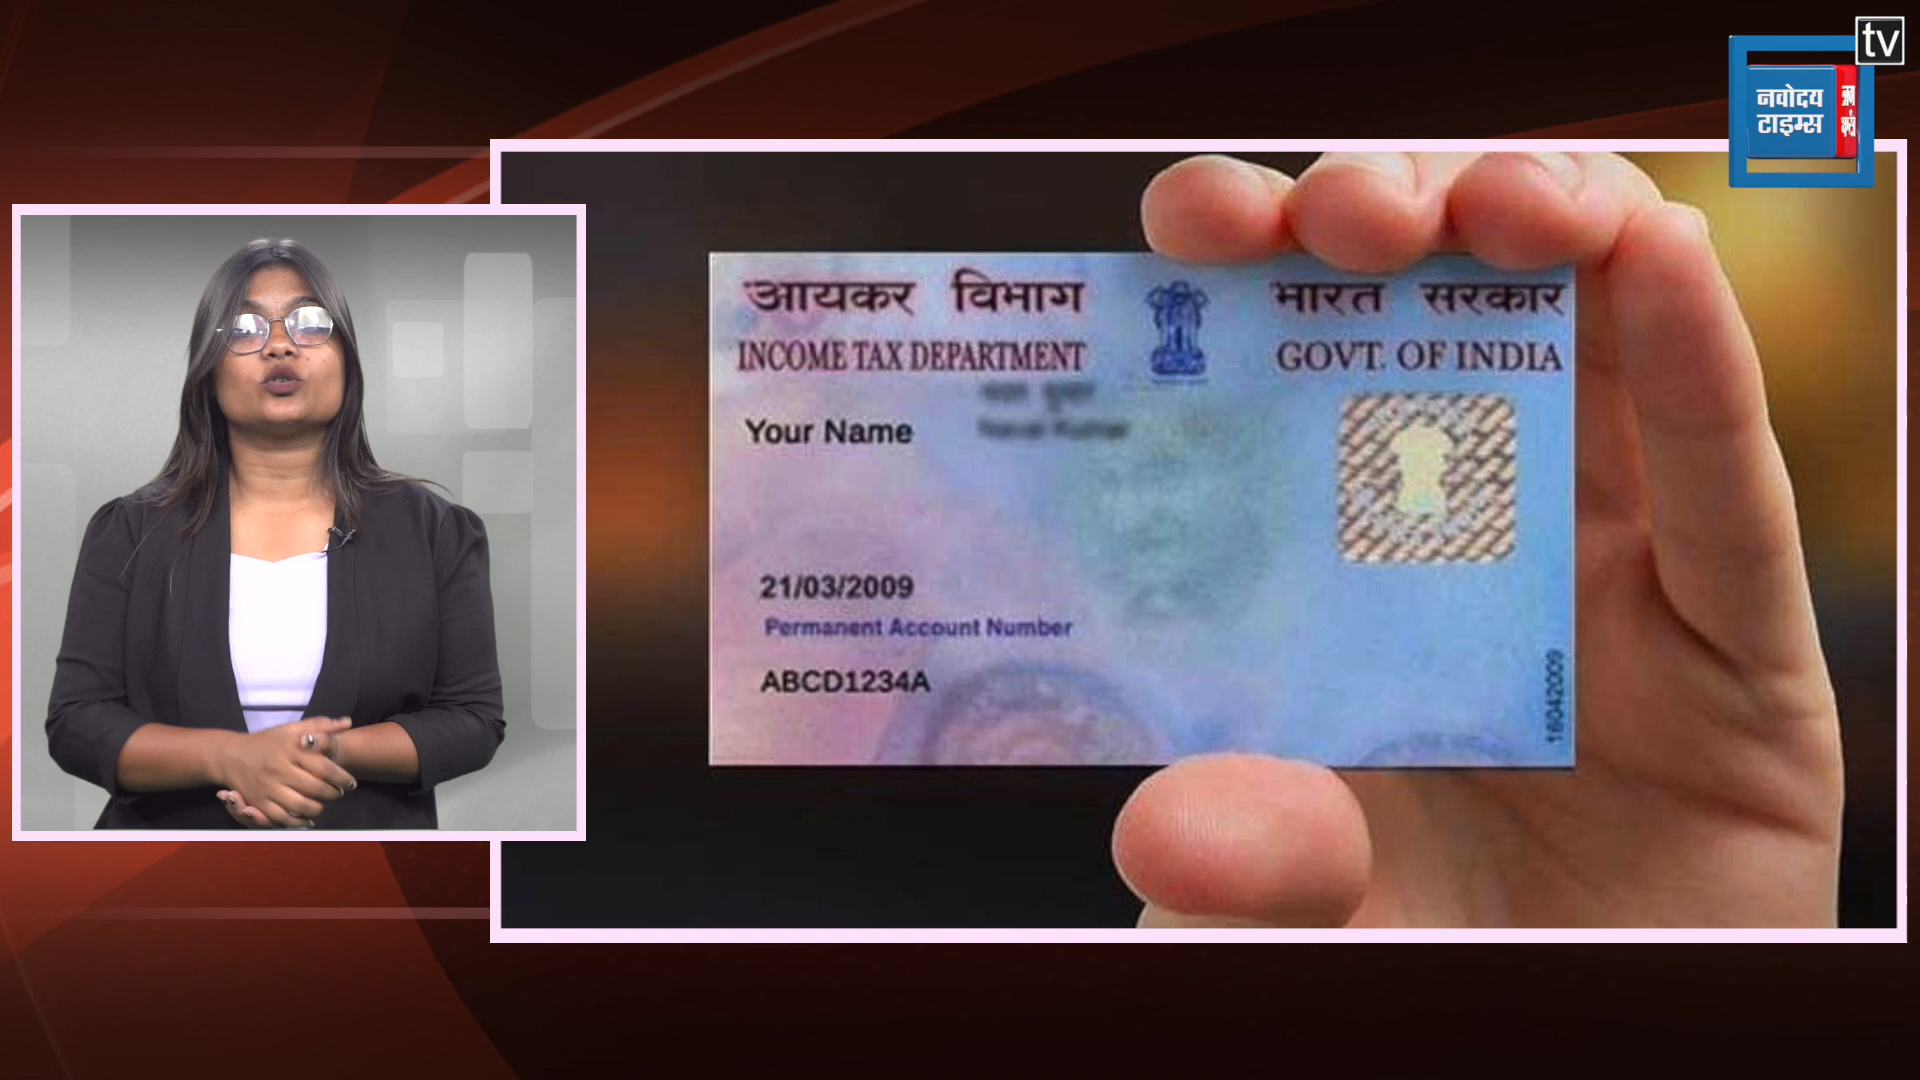 tv
नवोदय
टाइम्स
आयकर विभाग
भारत सरकार
INCOME TAX DEPARTMENT
GOVT. OF INDIA
Your Name
21/03/2009
Permanent Account Number
ABCD1234A
16042009